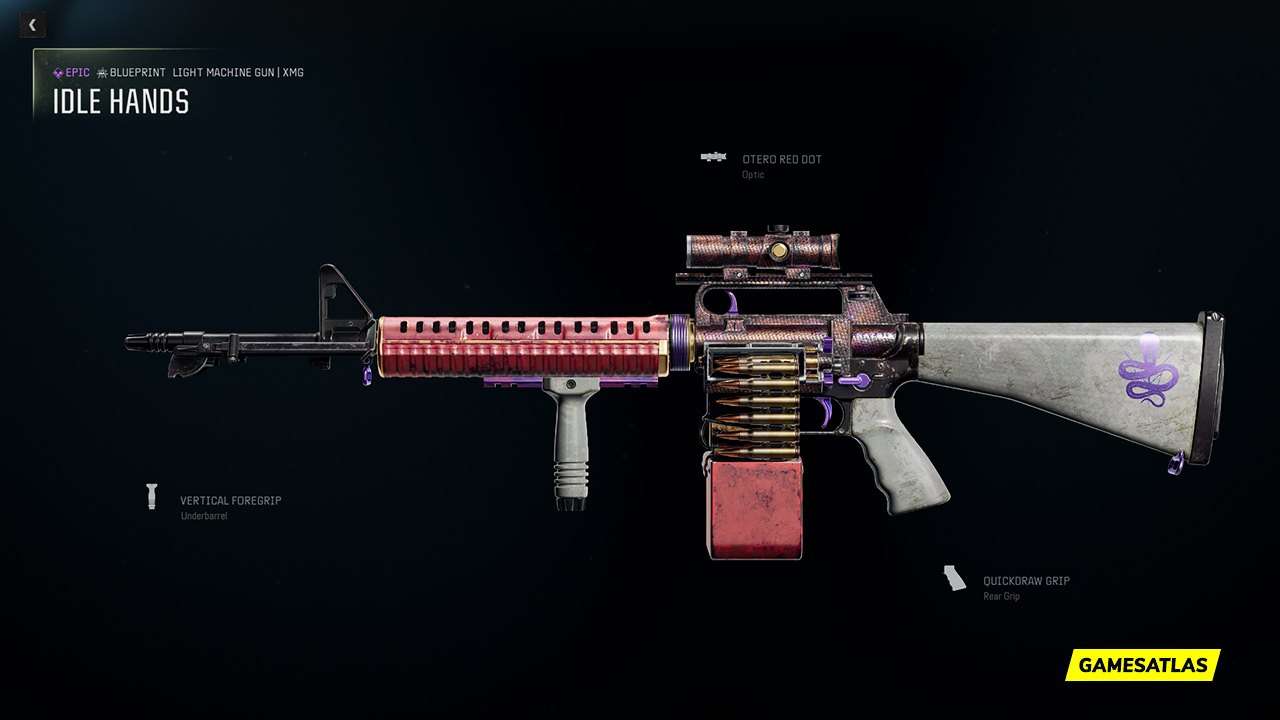 EPIC BLUEPRINT LIGHT MACHINE GUN | XMG
IDLE HANDS
OTERO RED DOT
Optic
VERTICAL FOREGRIP
Underbarrel
QUICKDRAW GRIP
Rear Grip
GAMESATLAS